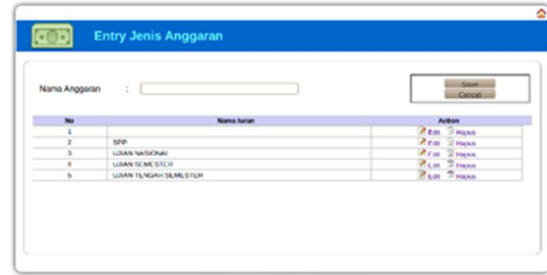 Entry Jenis Anggaran
Nama Anggaran :
Save
Cancel
No Nama Iuran Action
1 Edit Hapus
2 SPP Edit Hapus
3 UJIAN NASIONAL Edit Hapus
4 UJIAN SEMESTER Edit Hapus
5 UJIAN TENGAH SEMESTER Edit Hapus